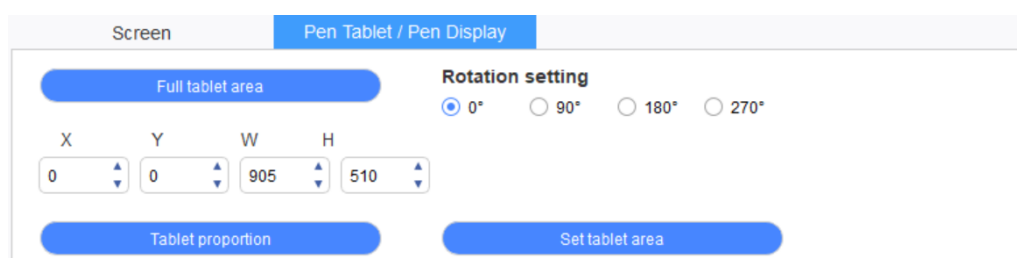 Screen Pen Tablet / Pen Display
Full tablet area
Rotation setting
0° 90° 180° 270°
X Y W H
0 0 905 510
Tablet proportion Set tablet area